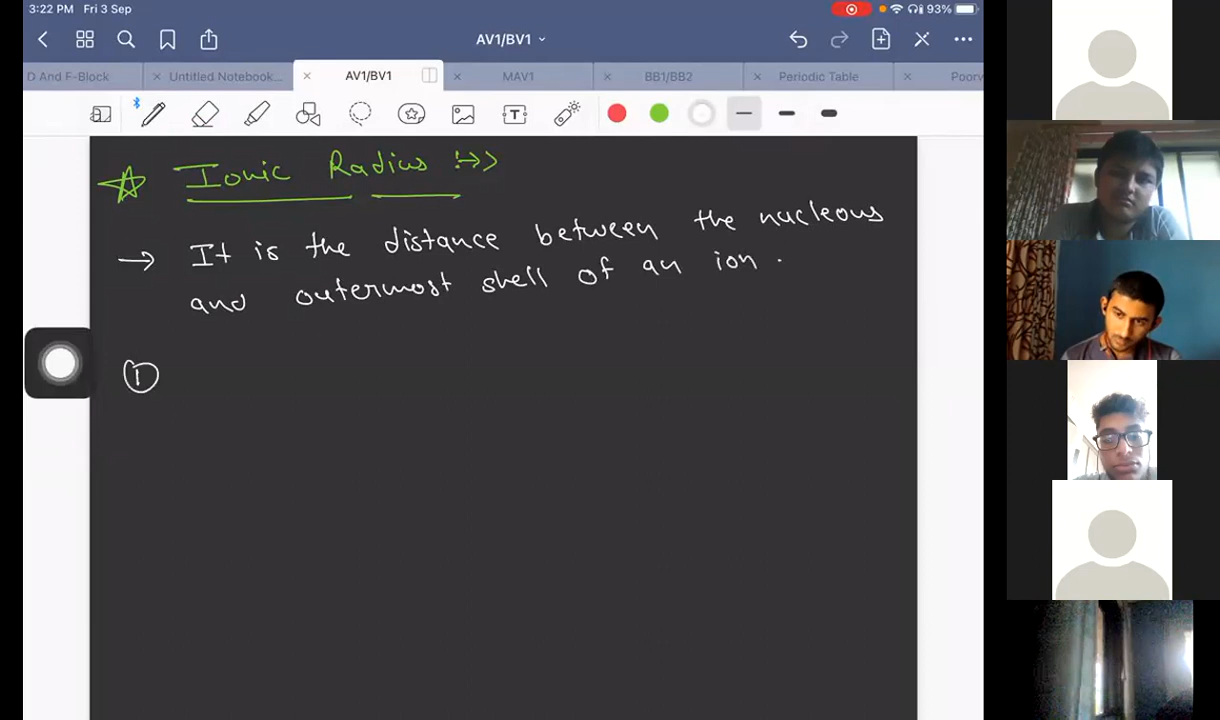 3:22 PM Fri 3 Sep
93%
AV1/BV1
D And F-Block
Untitled Notebook...
AV1/BV1
MAV1
BB1/BB2
Periodic Table
Poorv
T
Ionic Radius
It is the distance between the nucleous
and outermost shell of an ion.
1